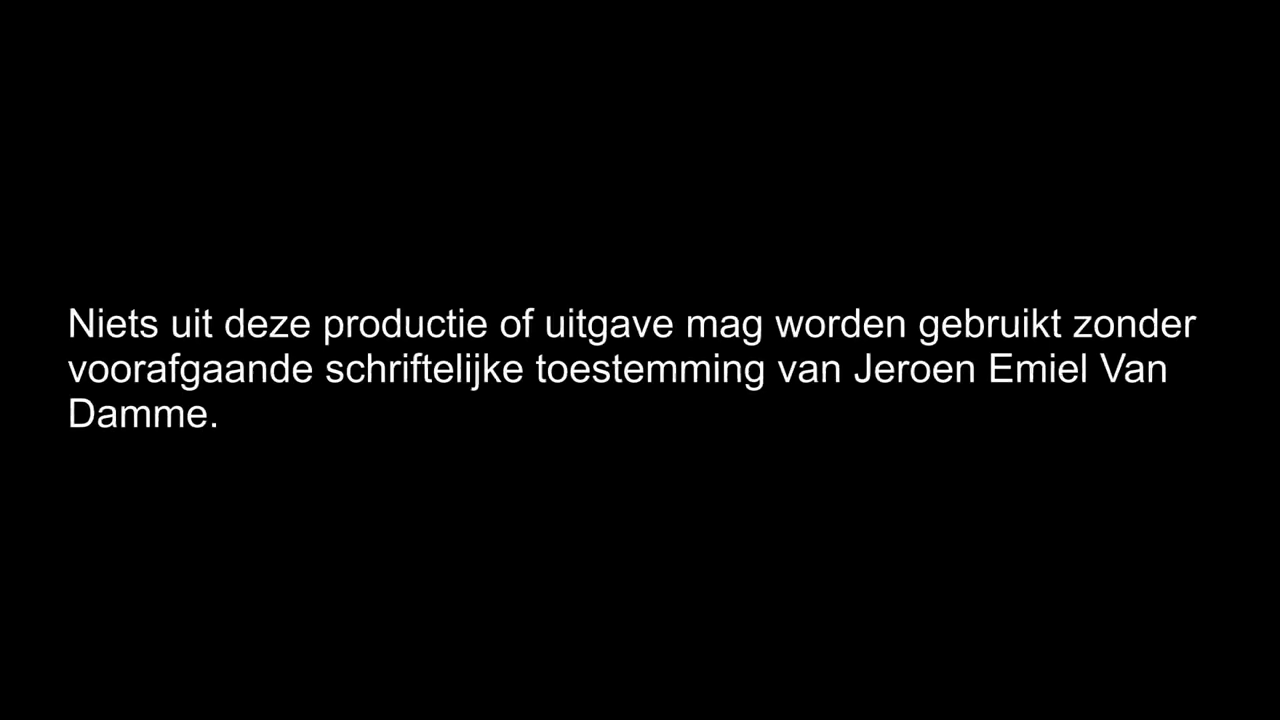 Niets uit deze productie of uitgave mag worden gebruikt zonder
voorafgaande schriftelijke toestemming van Jeroen Emiel Van
Damme.